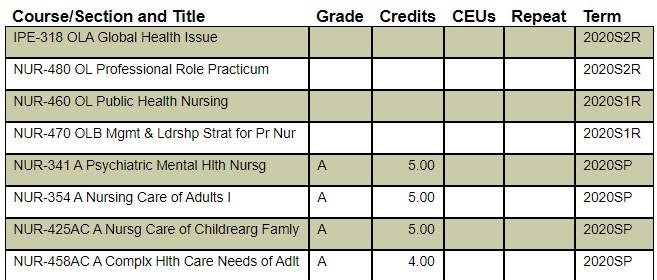 Course/Section and Title Grade Credits CEUs Repeat Term
IPE-318 OLA Global Health Issue 2020S2R
NUR-480 OL Professional Role Practicum 2020S2R
NUR-460 OL Public Health Nursing 2020S1R
NUR-470 OLB Mgmt & Ldrshp Strat for Pr Nur 2020S1R
NUR-341 A Psychiatric Mental Hlth Nursg A 5.00 2020SP
NUR-354 A Nursing Care of Adults I A 5.00 2020SP
NUR-425AC A Nursg Care of Childrearg Famly A 5.00 2020SP
NUR-458AC A Complx Hlth Care Needs of Adlt A 4.00 2020SP